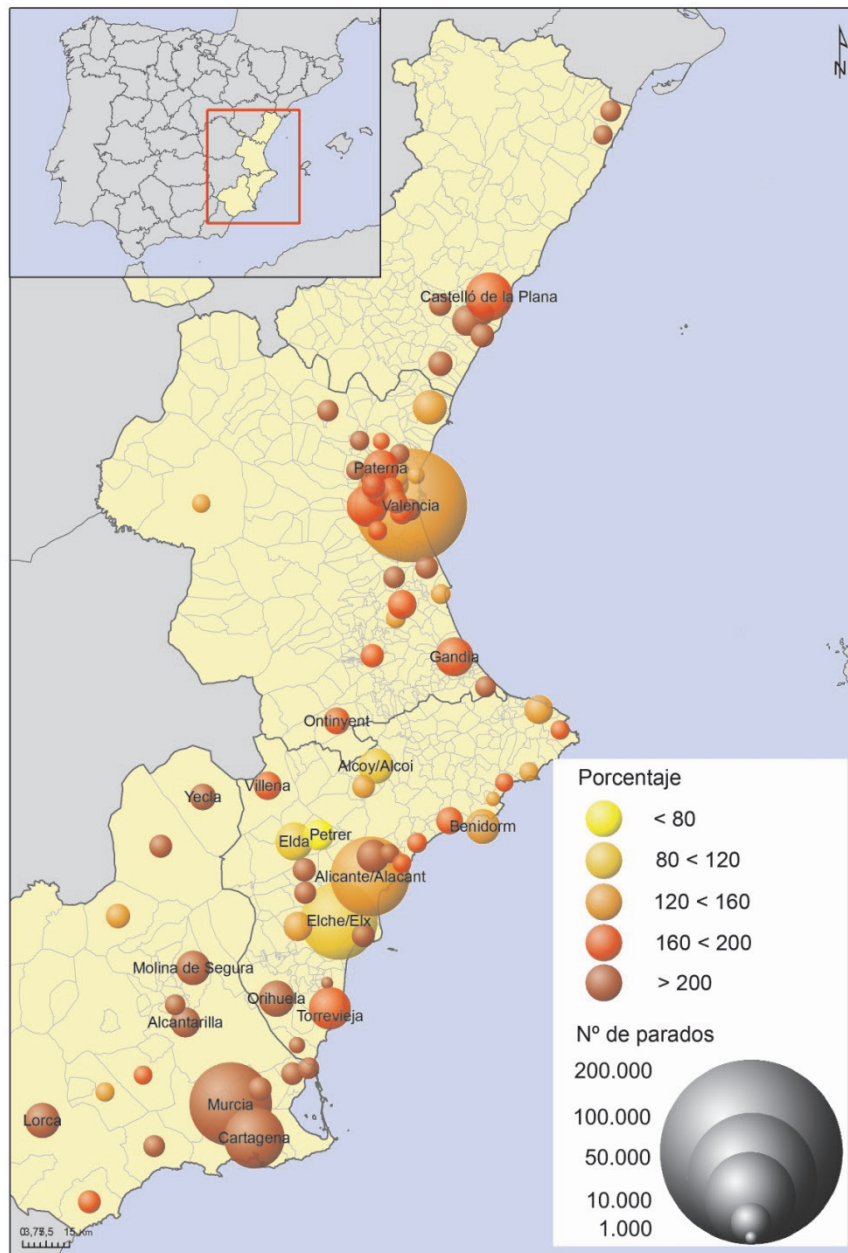 N
Castelló de la Plana
Paterna
Valencia
Gandia
Ontinyent
Alcoy/Alcoi
Villena
Yecla
Petrer
Elda
Benidorm
Alicante/Alacant
Elche/Elx
Molina de Segura
Orihuela
Torrevieja
Alcantarilla
Murcia
Lorca
Cartagena
Porcentaje
< 80
80 < 120
120 < 160
160 < 200
> 200
Nº de parados
200.000
100.000
50.000
10.000
1.000
15